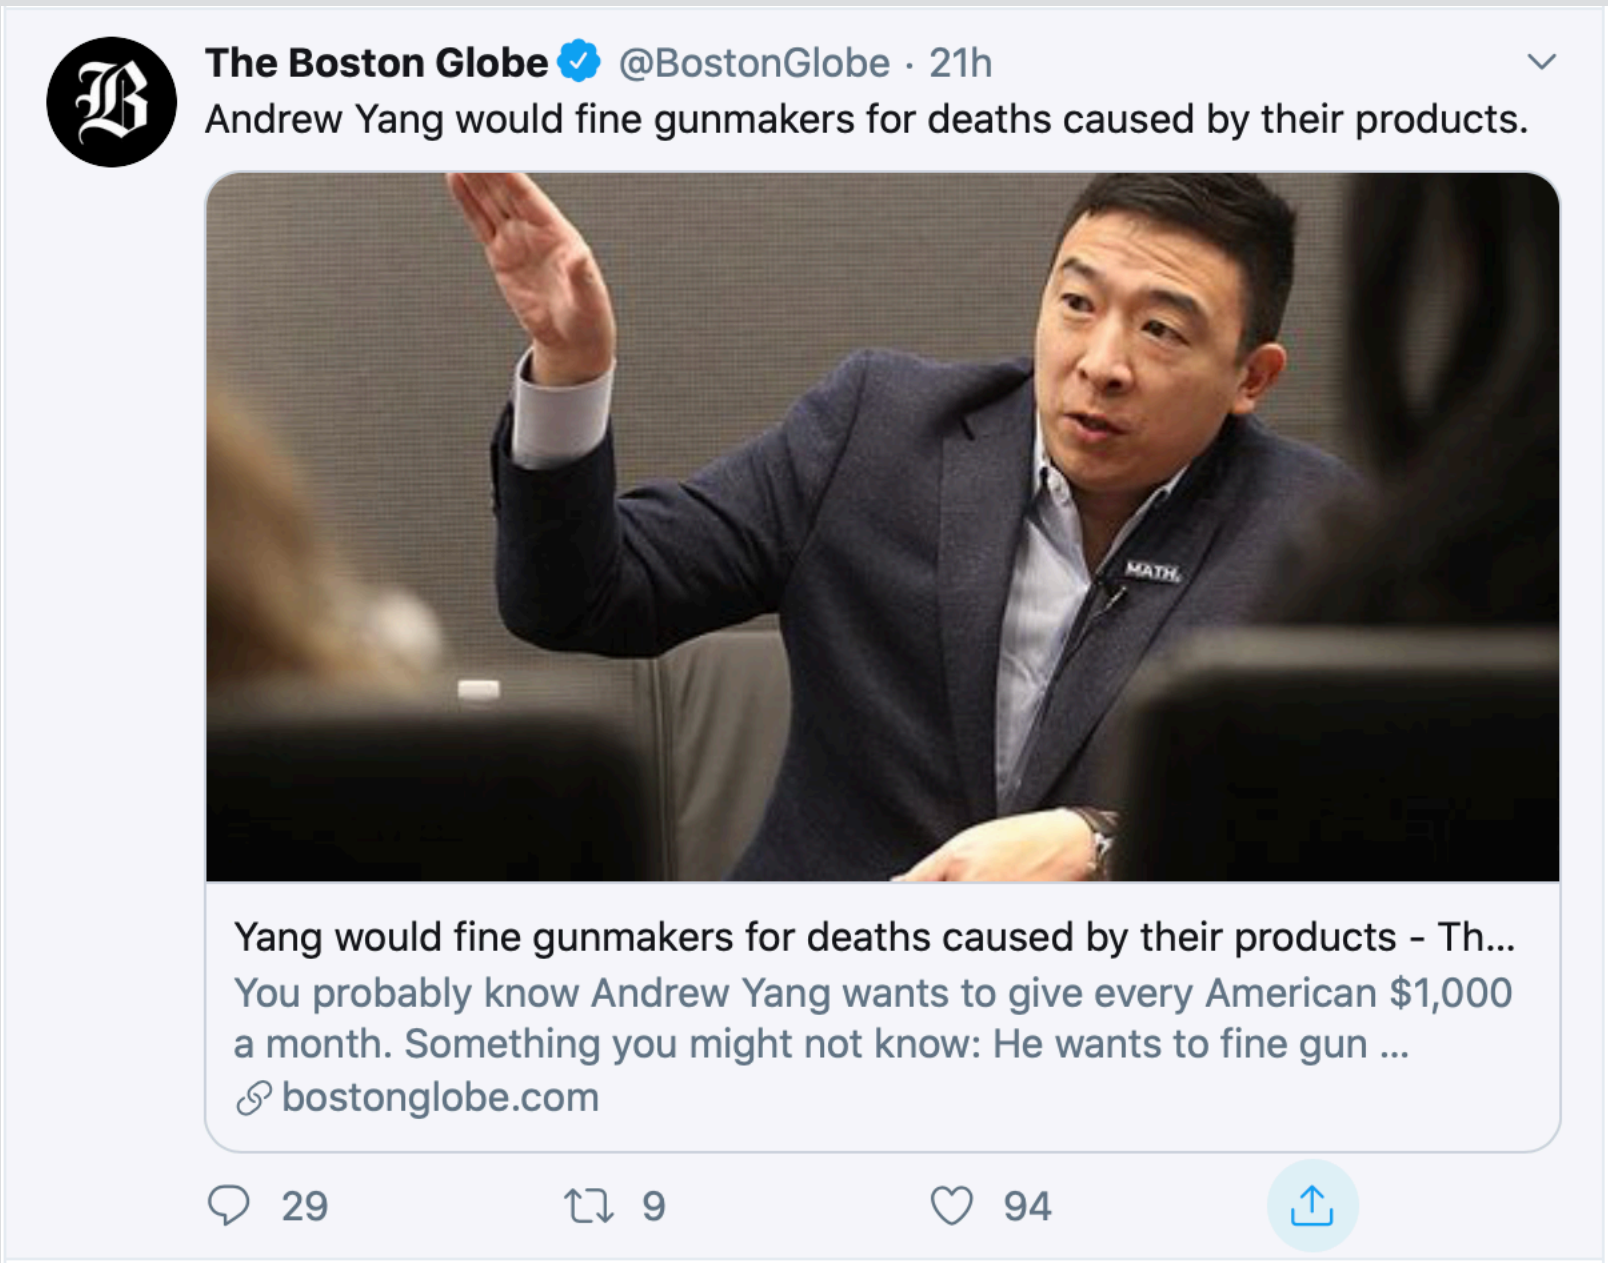 The Boston Globe @BostonGlobe · 21h
Andrew Yang would fine gunmakers for deaths caused by their products.
B
MATH.
Yang would fine gunmakers for deaths caused by their products - Th...
You probably know Andrew Yang wants to give every American $1,000
a month. Something you might not know: He wants to fine gun ...
bostonglobe.com
29 9 94